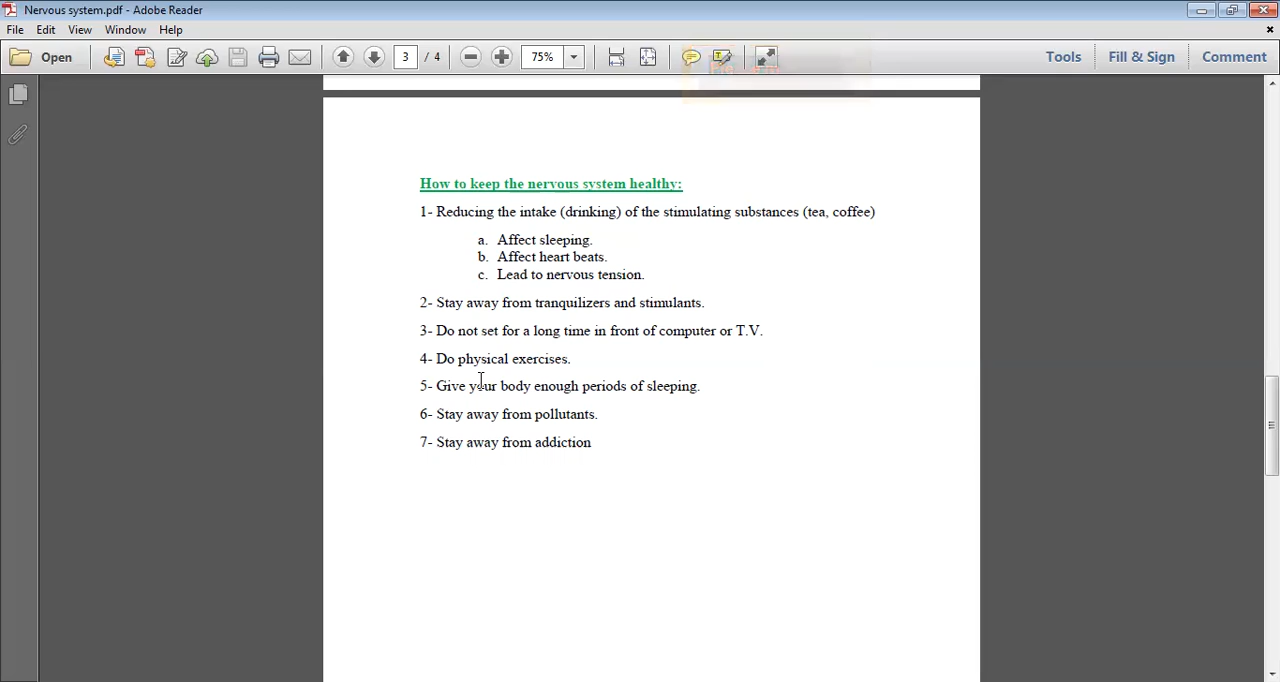 Nervous system.pdf - Adobe Reader
File Edit View Window Help
Open 3 / 4 75% Tools Fill & Sign Comment
How to keep the nervous system healthy:
1- Reducing the intake (drinking) of the stimulating substances (tea, coffee)
a. Affect sleeping.
b. Affect heart beats.
c. Lead to nervous tension.
2- Stay away from tranquilizers and stimulants.
3- Do not set for a long time in front of computer or T.V.
4- Do physical exercises.
5- Give your body enough periods of sleeping.
6- Stay away from pollutants.
7- Stay away from addiction